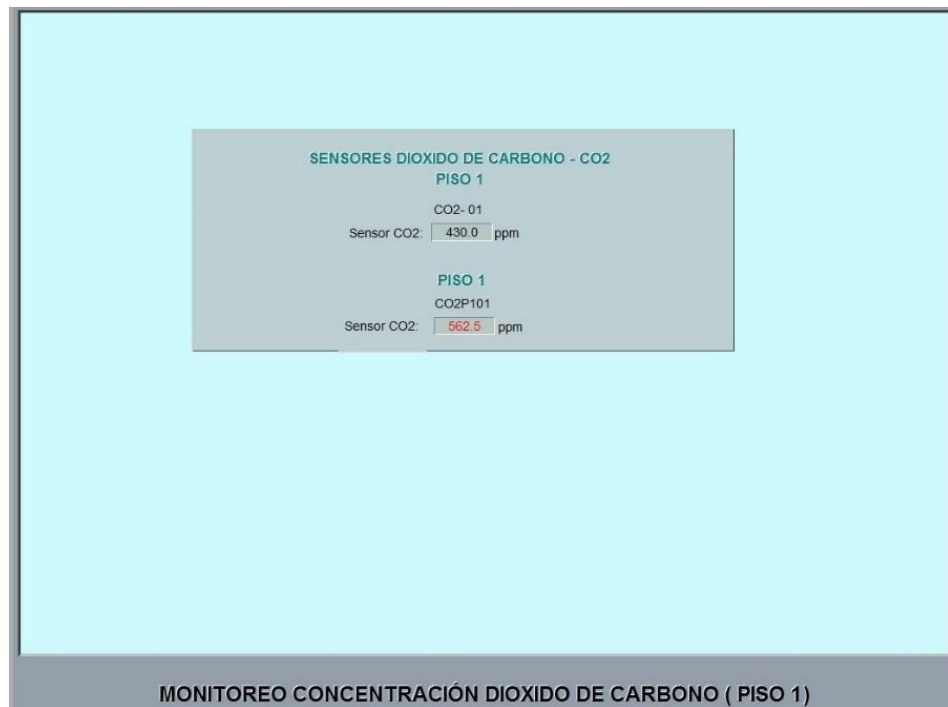 SENSORES DIOXIDO DE CARBONO - CO2
PISO 1
CO2- 01
Sensor CO2: 430.0 ppm
PISO 1
CO2P101
Sensor CO2: 562.5 ppm
MONITOREO CONCENTRACIÓN DIOXIDO DE CARBONO ( PISO 1)